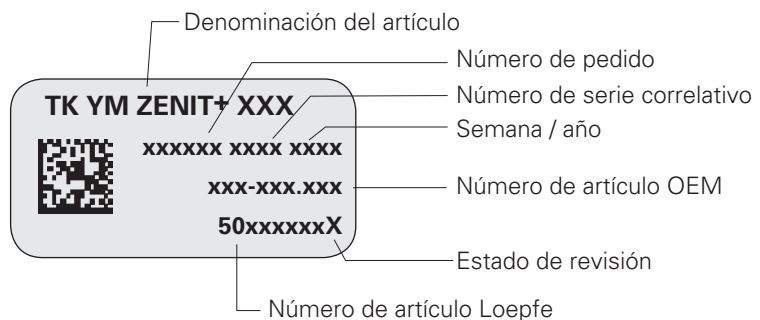 Denominación del artículo
Número de pedido
TK YM ZENIT+ XXX
Número de serie correlativo
Semana / año
xxxxxx xxxx xxxx
xxx-xxx.xxx
Número de artículo OEM
50xxxxxxX
Estado de revisión
Número de artículo Loepfe